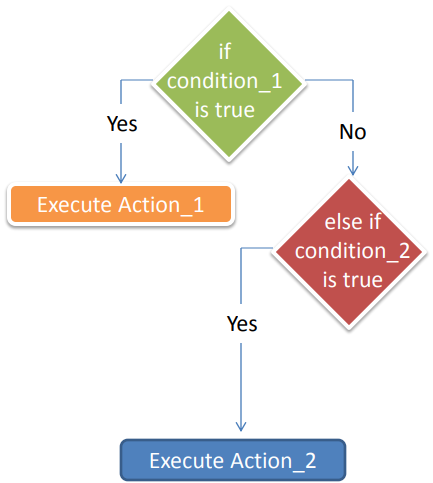 if
condition_1
is true
Yes
No
Execute Action_1
else if
condition_2
is true
Yes
Execute Action_2